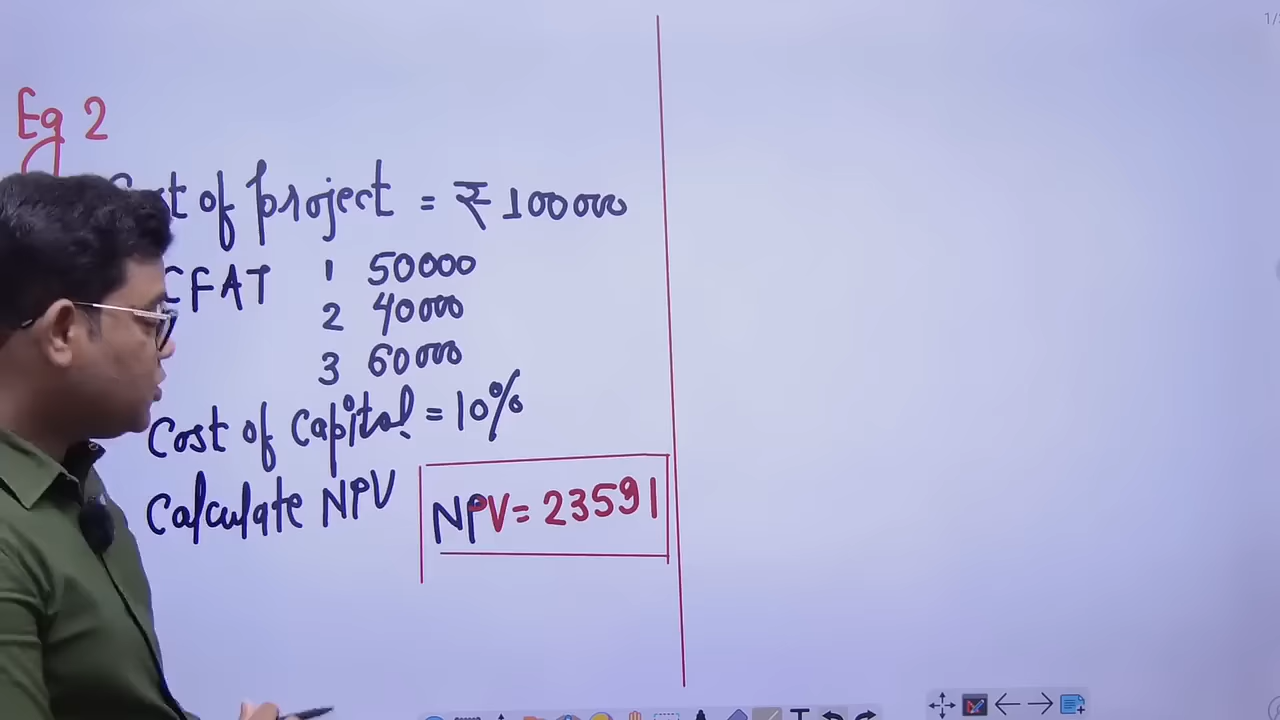 Eg 2
of project = ₹ 100000
CFAT 1 50000
2 40000
3 60000
Cost of Capital = 10%
Calculate NPV
NPV = 23591